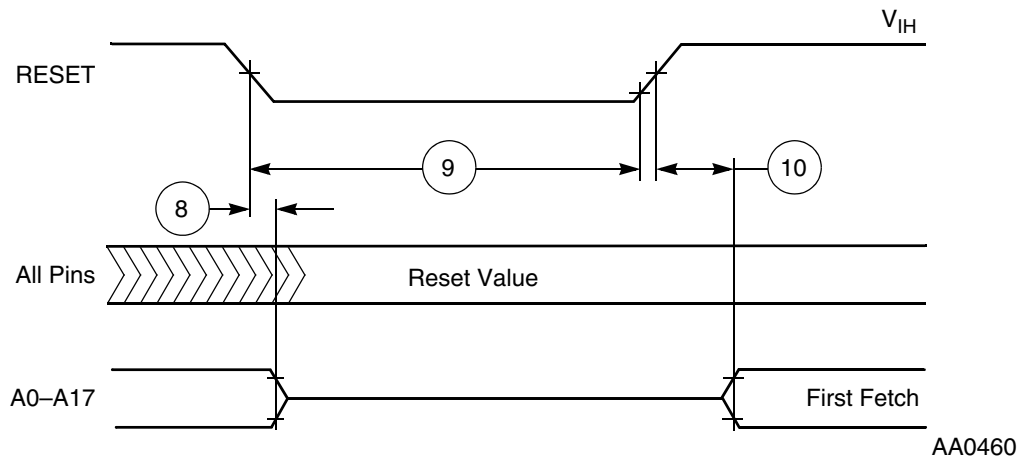 V_IH
RESET
9
10
8
All Pins
Reset Value
A0–A17
First Fetch
AA0460